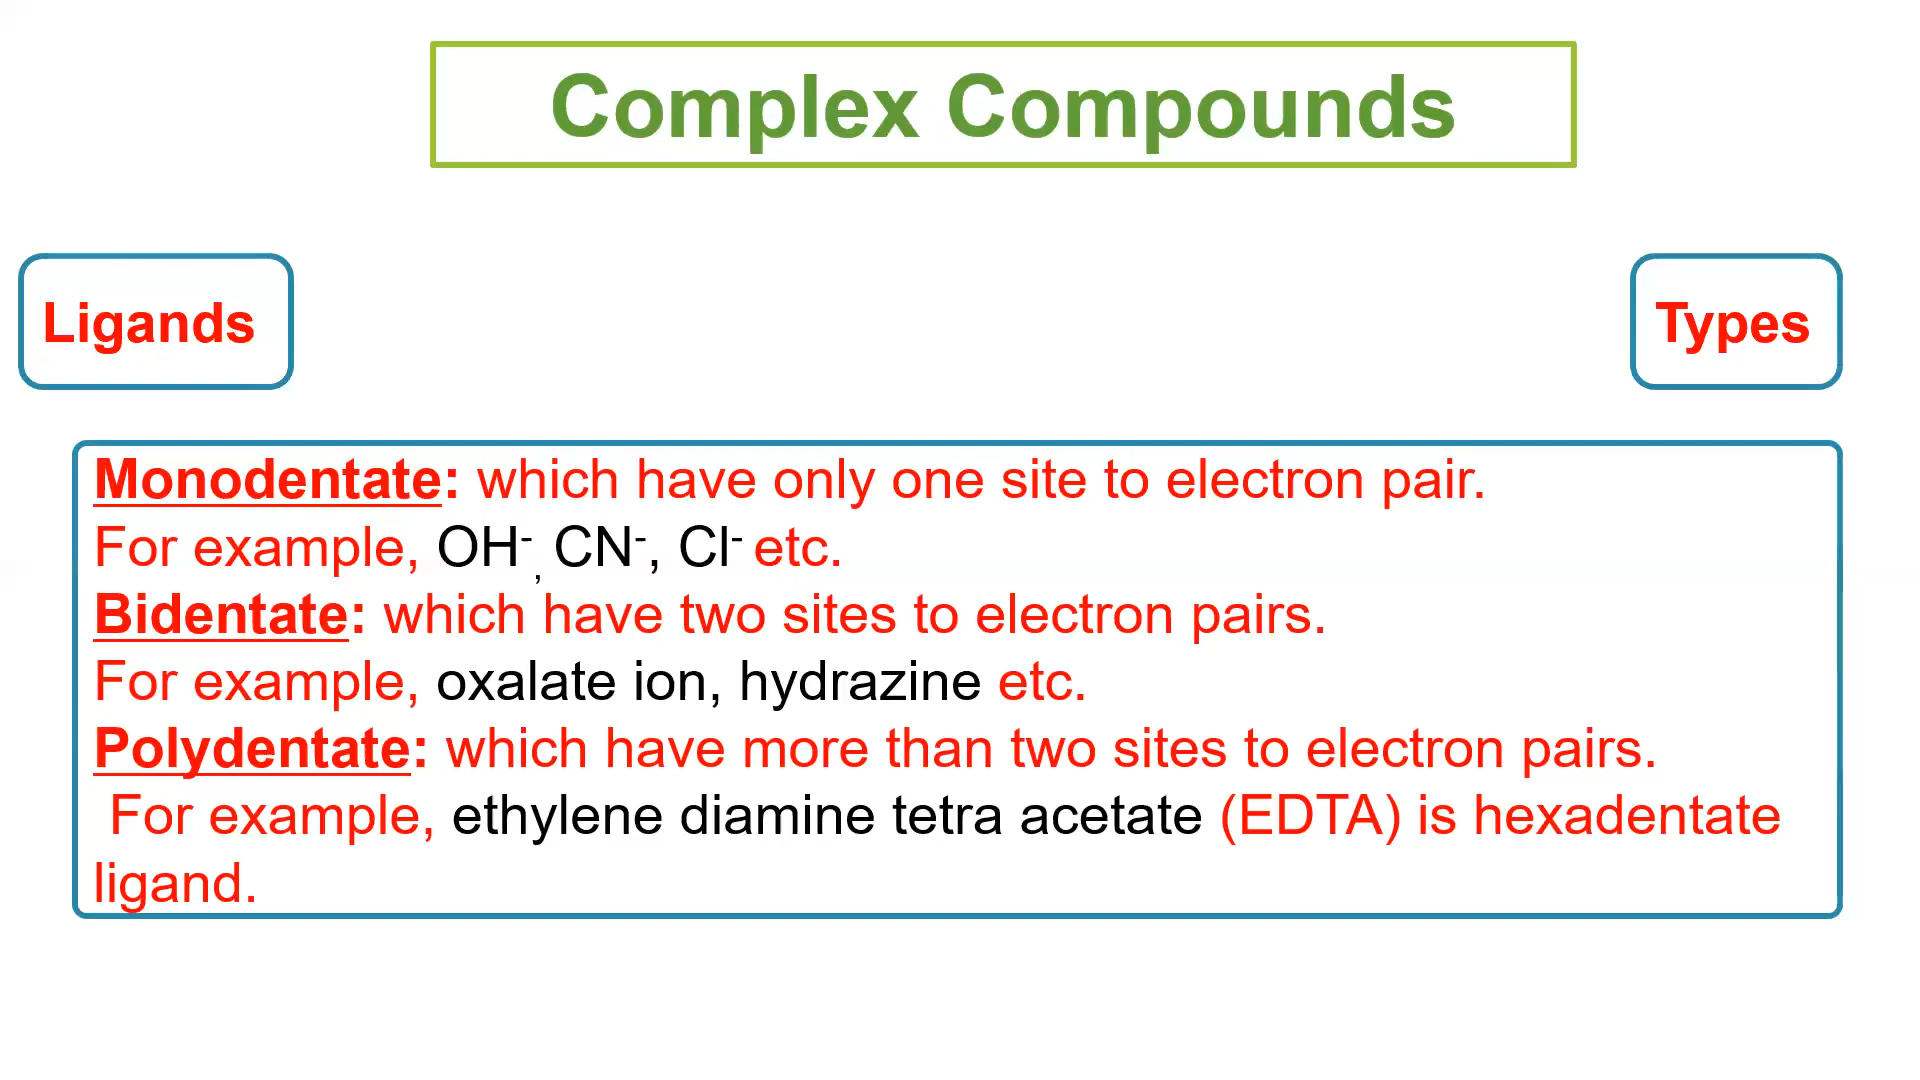 Complex Compounds
Ligands
Types
Monodentate: which have only one site to electron pair.
For example, OH⁻, CN⁻, Cl⁻ etc.
Bidentate: which have two sites to electron pairs.
For example, oxalate ion, hydrazine etc.
Polydentate: which have more than two sites to electron pairs.
For example, ethylene diamine tetra acetate (EDTA) is hexadentate
ligand.